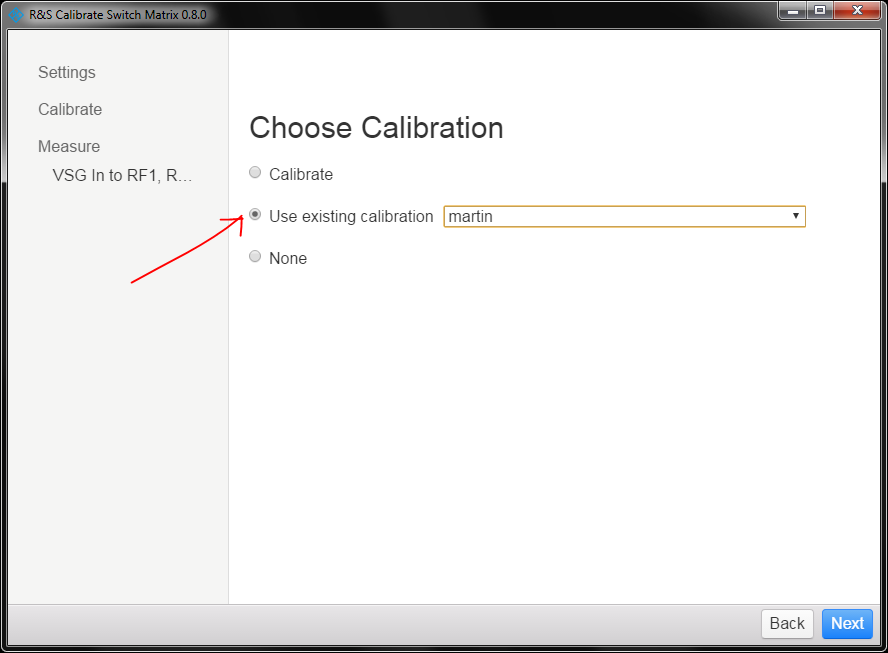 R&S Calibrate Switch Matrix 0.8.0
Settings
Calibrate
Measure
VSG In to RF1, R…
Choose Calibration
Calibrate
Use existing calibration martin
None
Back Next